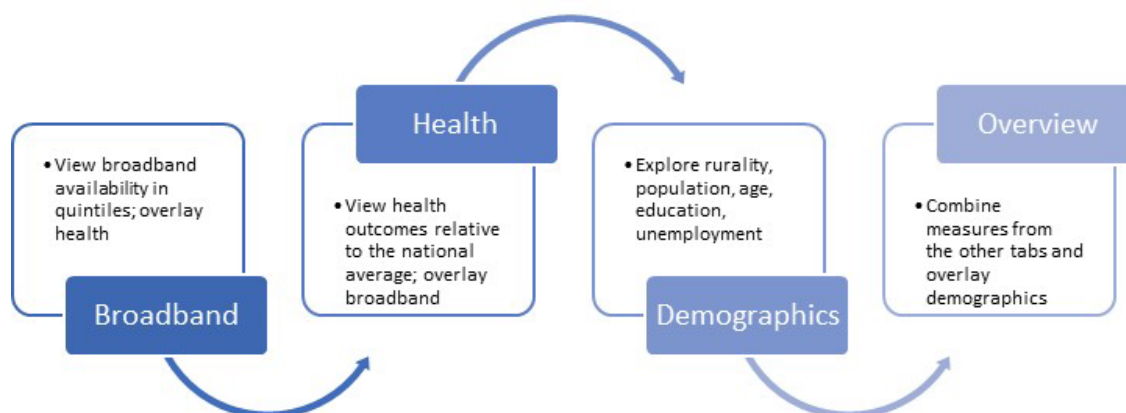 • View broadband
availability in
quintiles; overlay
health
Broadband
Health
• View health
outcomes relative
to the national
average; overlay
broadband
• Explore rurality,
population, age,
education,
unemployment
Demographics
Overview
• Combine
measures from
the other tabs and
overlay
demographics